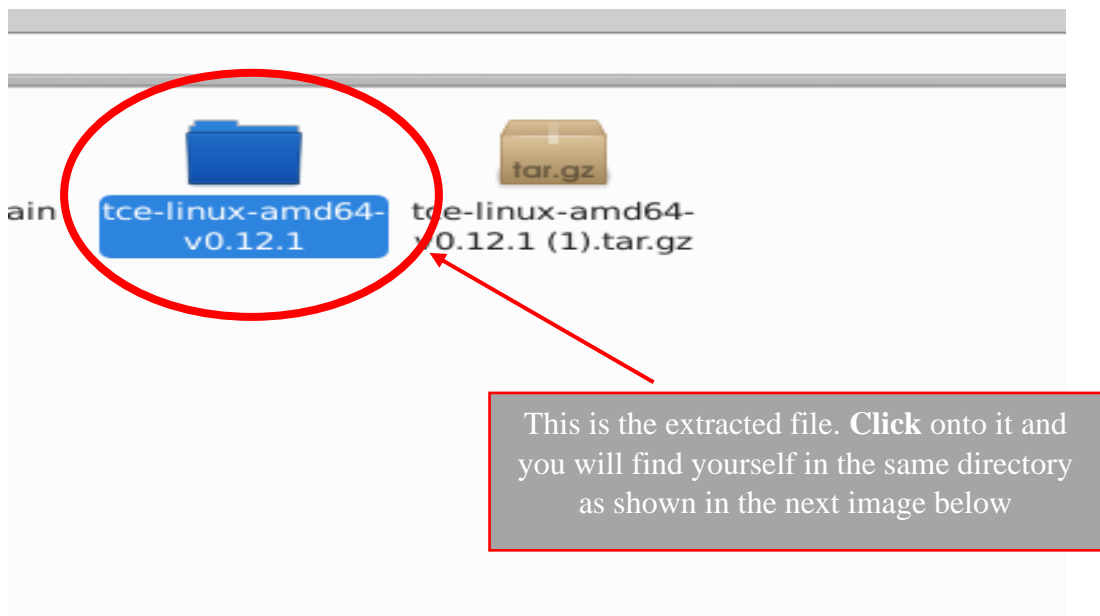 tar.gz
ain
tce-linux-amd64-
v0.12.1
tce-linux-amd64-
v0.12.1 (1).tar.gz
This is the extracted file. Click onto it and
you will find yourself in the same directory
as shown in the next image below